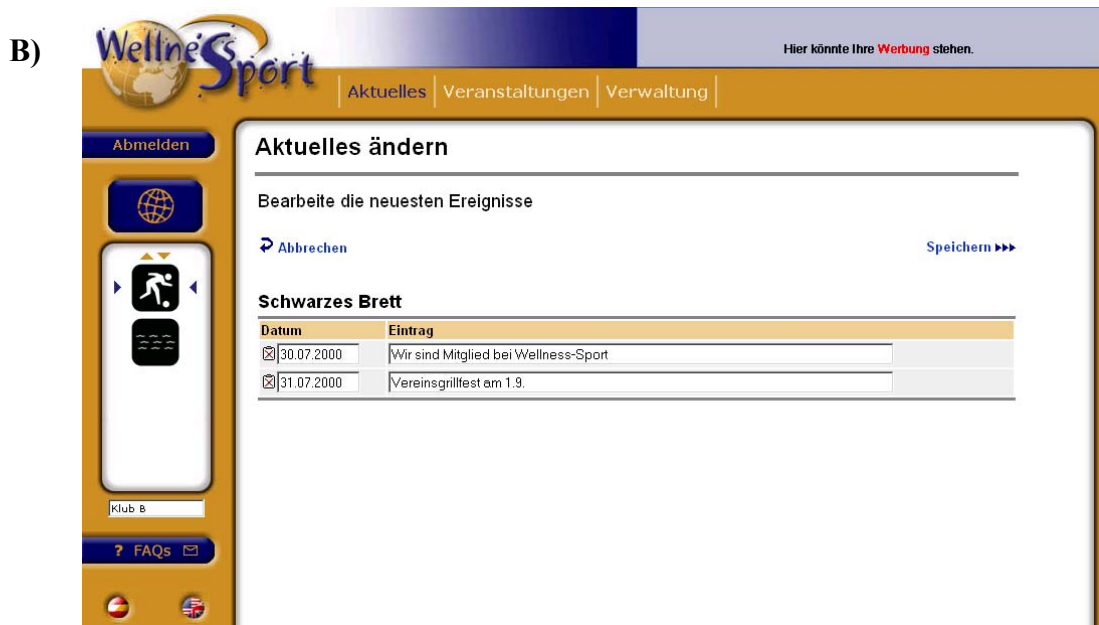 B)
WellneSSport
Hier könnte Ihre Werbung stehen.
Aktuelles Veranstaltungen Verwaltung
Abmelden
Aktuelles ändern
Bearbeite die neuesten Ereignisse
Abbrechen Speichern
Schwarzes Brett
Datum Eintrag
30.07.2000 Wir sind Mitglied bei Wellness-Sport
31.07.2000 Vereinsgrillfest am 1.9.
Klub B
? FAQs